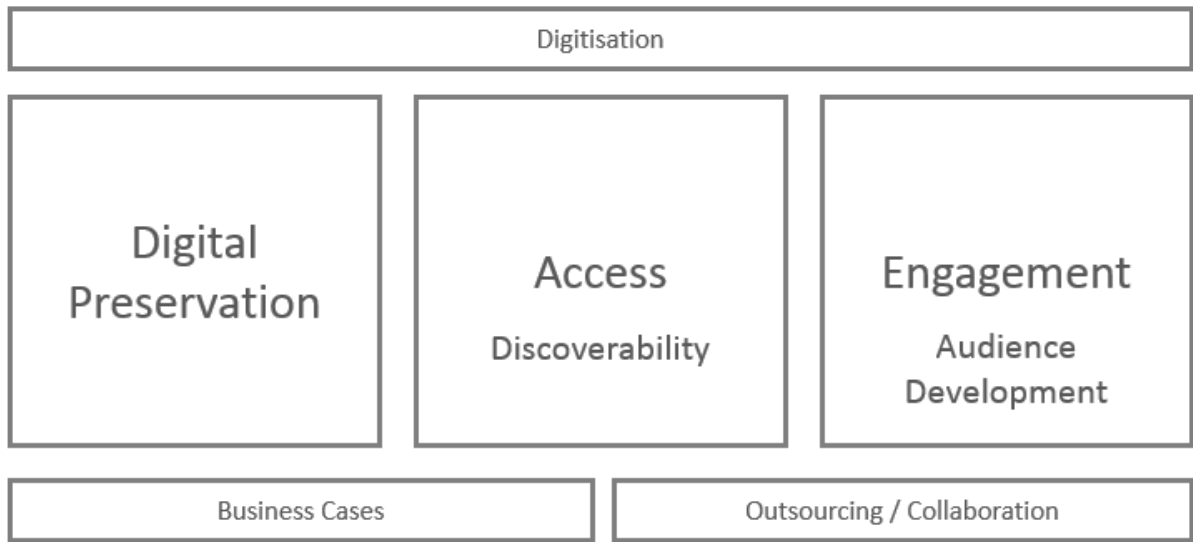 Digitisation
Digital
Preservation
Access
Discoverability
Engagement
Audience
Development
Business Cases
Outsourcing / Collaboration